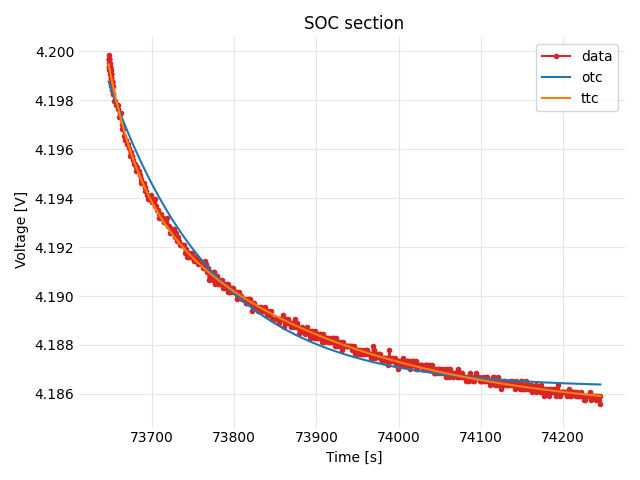 SOC section
4.200
4.198
4.196
4.194
4.192
4.190
4.188
4.186
Voltage [V]
data
otc
ttc
73700 73800 73900 74000 74100 74200
Time [s]